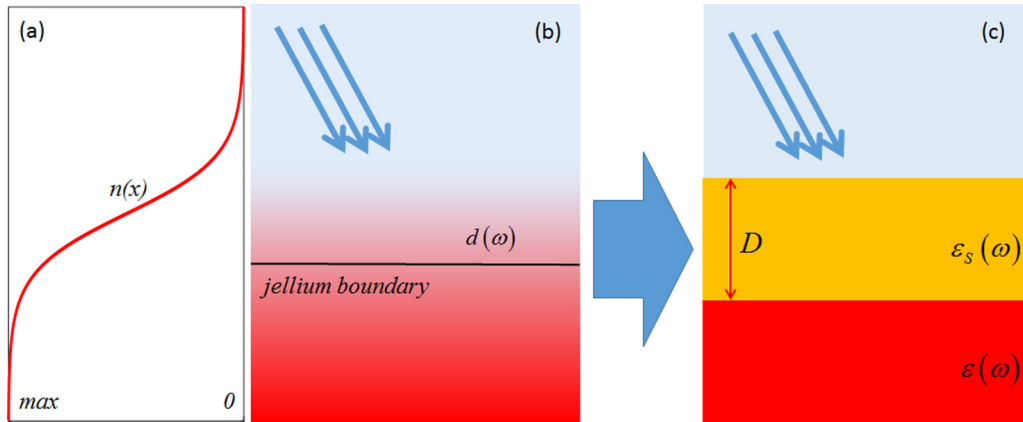 (a)
n(x)
max 0
(b)
d(ω)
jellium boundary
(c)
D
ε_S(ω)
ε(ω)